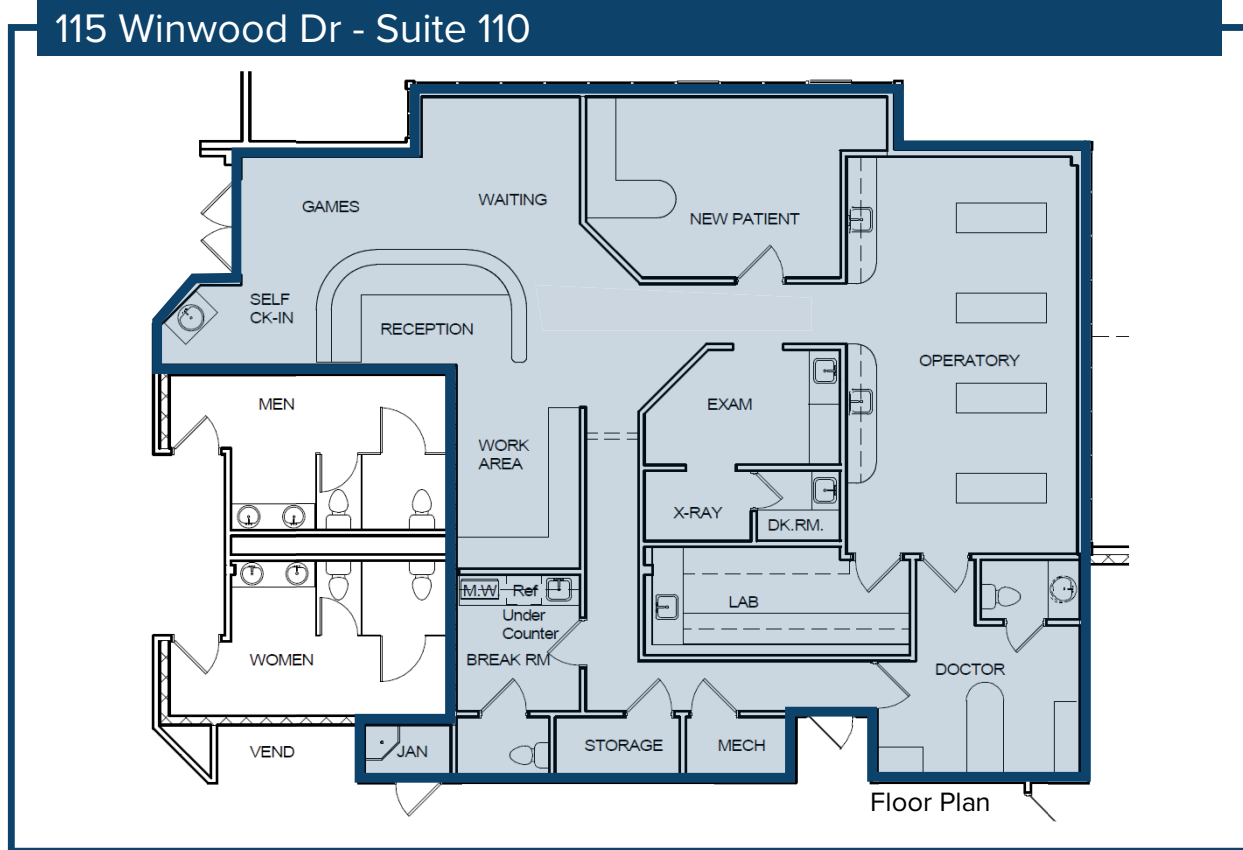 115 Winwood Dr - Suite 110
GAMES
WAITING
NEW PATIENT
SELF
CK-IN
RECEPTION
OPERATORY
MEN
EXAM
WORK
AREA
X-RAY
DK.RM.
M.W
Ref
Under
Counter
LAB
WOMEN
BREAK RM
DOCTOR
VEND
JAN
STORAGE
MECH
Floor Plan